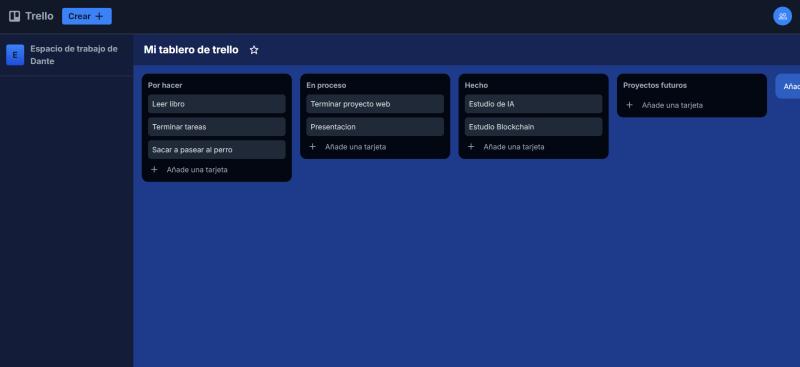 Trello
Crear
E
Espacio de trabajo de
Dante
Mi tablero de trello
Por hacer
Leer libro
Terminar tareas
Sacar a pasear al perro
Añade una tarjeta
En proceso
Terminar proyecto web
Presentacion
Añade una tarjeta
Hecho
Estudio de IA
Estudio Blockchain
Añade una tarjeta
Proyectos futuros
Añade una tarjeta